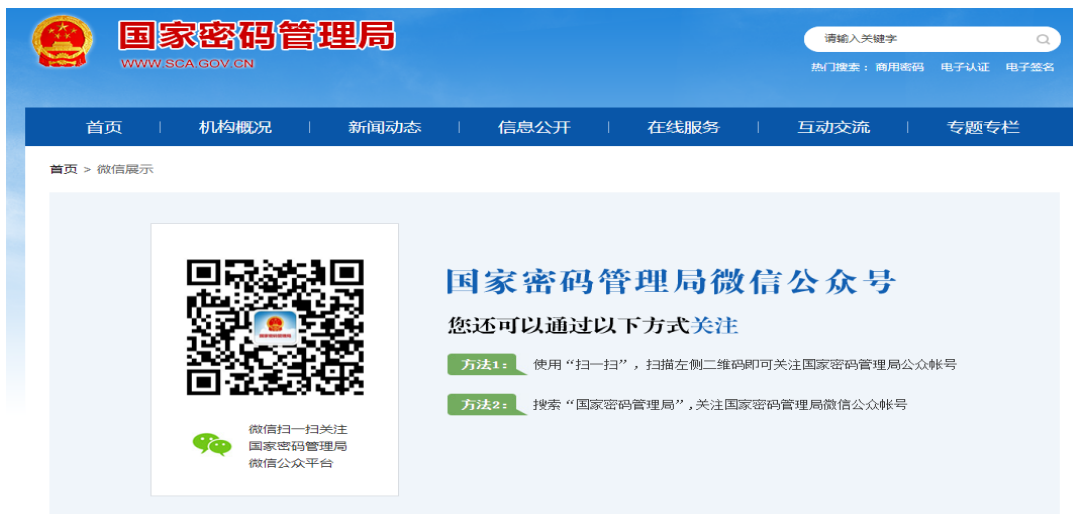 国家密码管理局
WWW.SCA.GOV.CN
请输入关键字
热门搜索：商用密码 电子认证 电子签名
首页 | 机构概况 | 新闻动态 | 信息公开 | 在线服务 | 互动交流 | 专题专栏
首页 > 微信展示
微信扫一扫关注
国家密码管理局
微信公众平台
国家密码管理局微信公众号
您还可以通过以下方式关注
方法1： 使用“扫一扫”，扫描左侧二维码即可关注国家密码管理局公众帐号
方法2： 搜索“国家密码管理局”,关注国家密码管理局微信公众帐号